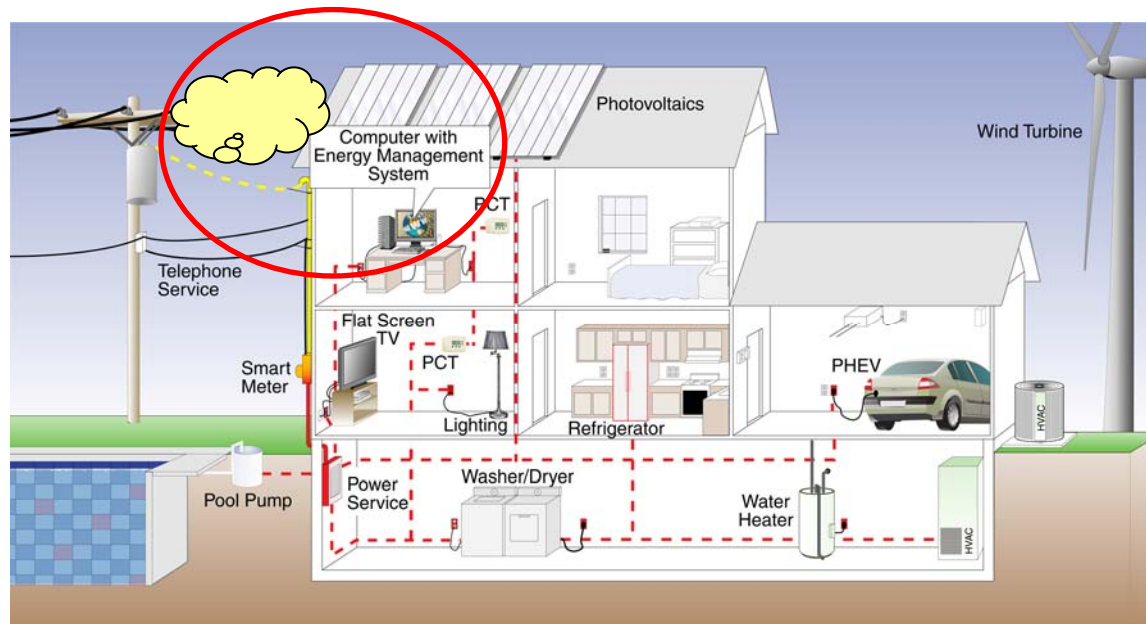 Photovoltaics
Wind Turbine
Computer with
Energy Management
System
PCT
Telephone
Service
Flat Screen
TV
PCT
Smart
Meter
PHEV
Lighting
Refrigerator
HVAC
Pool Pump
Power
Service
Washer/Dryer
Water
Heater
HVAC